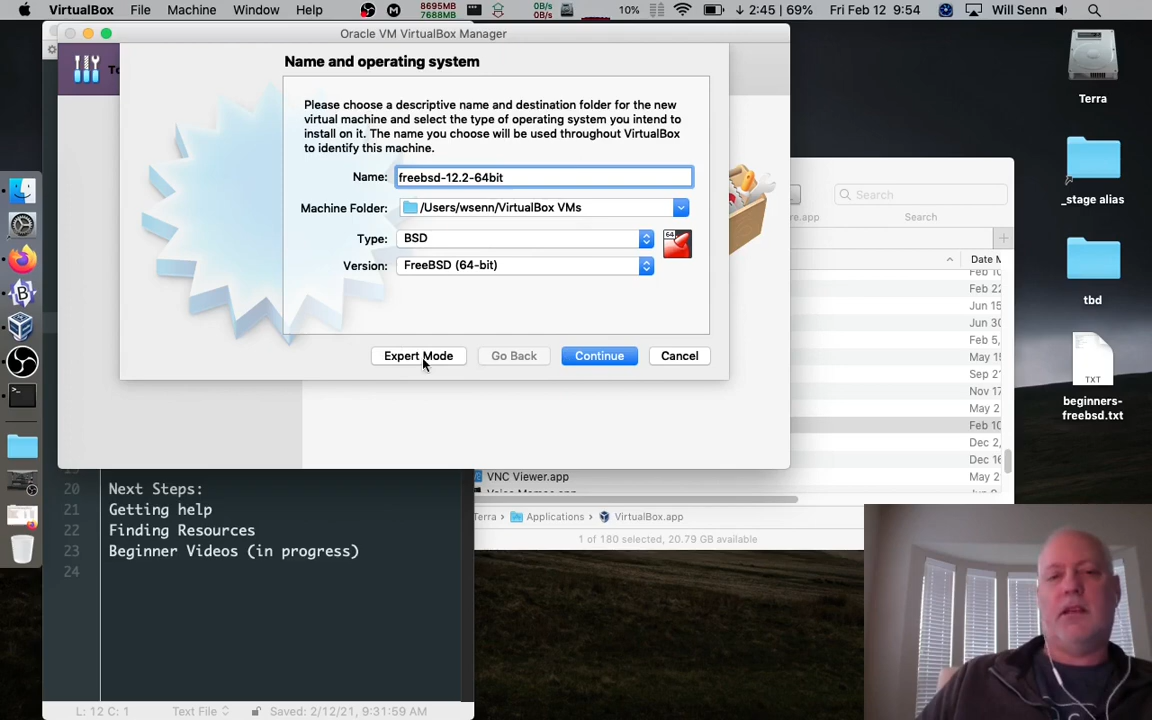 VirtualBox File Machine Window Help
8695MB
7688MB
0B/s
0B/s
10% 2:45 | 69% Fri Feb 12 9:54 Will Senn
Oracle VM VirtualBox Manager
To
Name and operating system
Please choose a descriptive name and destination folder for the new
virtual machine and select the type of operating system you intend to
install on it. The name you choose will be used throughout VirtualBox
to identify this machine.
Name: freebsd-12.2-64bit
Machine Folder: /Users/wsenn/VirtualBox VMs
Type: BSD
64
Version: FreeBSD (64-bit)
Expert Mode Go Back Continue Cancel
Search
Search
Date M
Feb 22
Jun 15
Jun 30
Feb 5,
May 15
Sep 2
Nov 17
May 2
Feb 10
Dec 2,
Dec 16
May 2
VNC Viewer.app
Terra Applications VirtualBox.app
1 of 180 selected, 20.79 GB available
Terra
_stage alias
tbd
TXT
beginners-
freebsd.txt
20 Next Steps:
21 Getting help
22 Finding Resources
23 Beginner Videos (in progress)
24
L: 12 C: 1 Text File Saved: 2/12/21, 9:31:59 AM